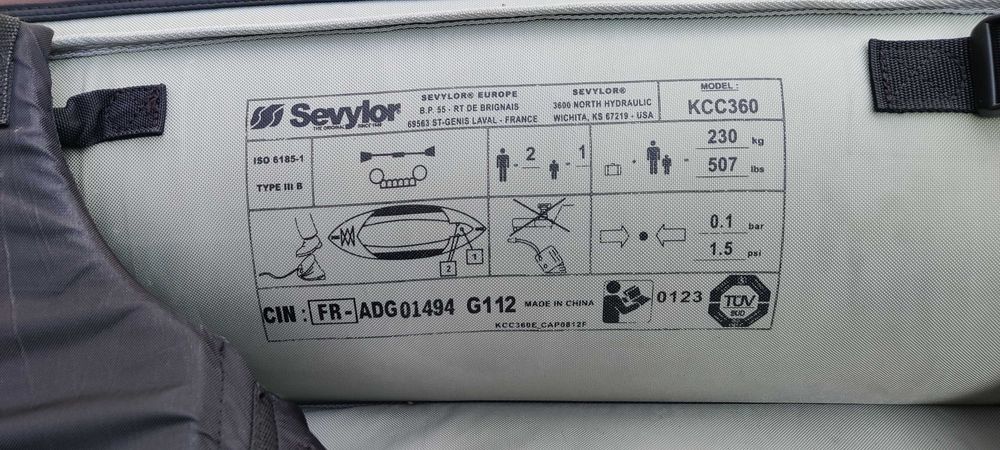 Sevylor®
THE ORIGINAL SINCE 1948
SEVYLOR® EUROPE
B.P. 55 - RT DE BRIGNAIS
69563 ST-GENIS LAVAL - FRANCE
SEVYLOR®
3600 NORTH HYDRAULIC
WICHITA, KS 67219 - USA
MODEL :
KCC360
ISO 6185-1
TYPE III B
- 2 - 1
+ - 230 kg
507 lbs
2
1
0.1 bar
1.5 psi
CIN : FR- ADG01494 G112
MADE IN CHINA
KCC360E_CAP0812F
0123
TÜV
SÜD